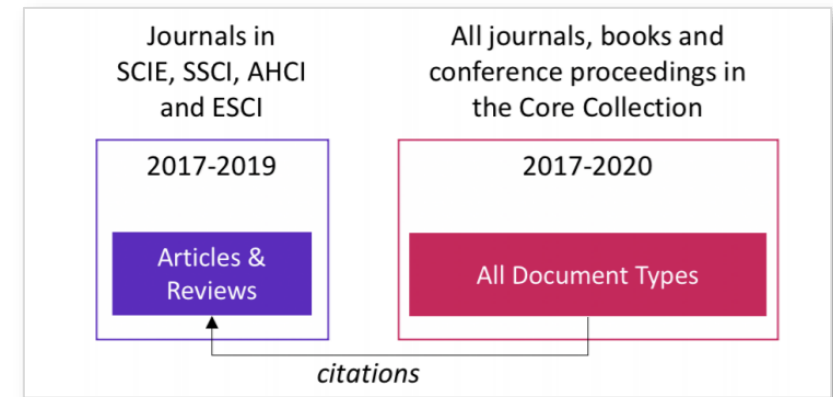 Journals in
SCIE, SSCI, AHCI
and ESCI
2017-2019
Articles &
Reviews
All journals, books and
conference proceedings in
the Core Collection
2017-2020
All Document Types
citations